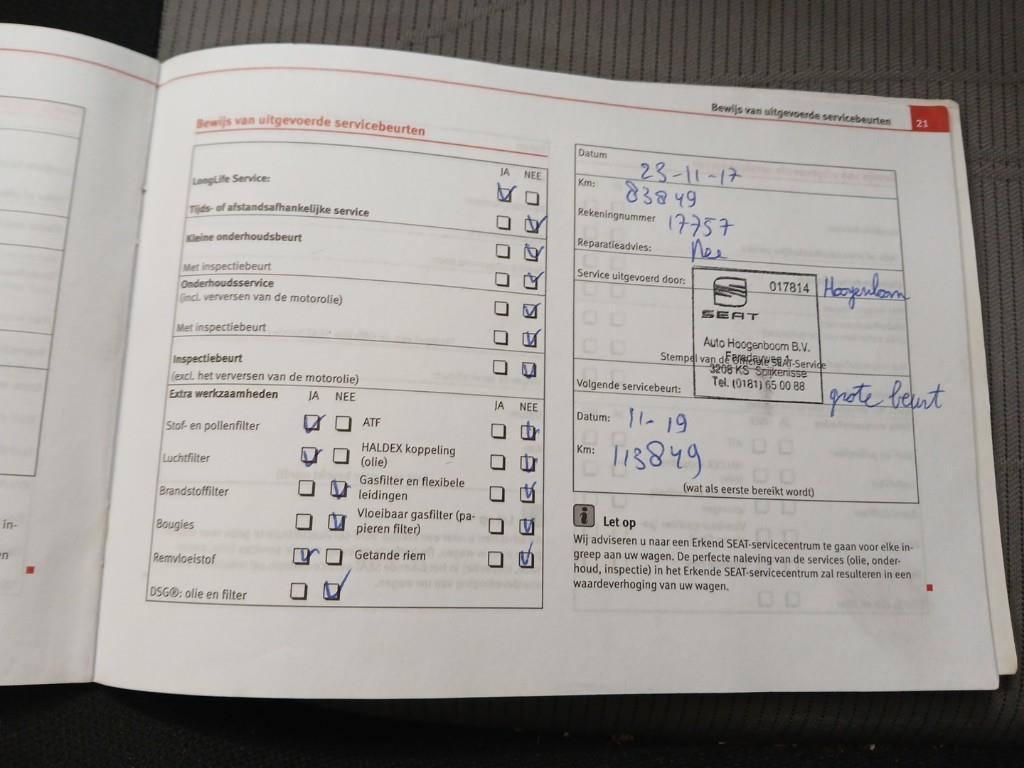 Bewijs van uitgevoerde servicebeurten
21
Bewijs van uitgevoerde servicebeurten
JA NEE
LongLife Service:
Tijds- of afstandsafhankelijke service
Kleine onderhoudsbeurt
Met inspectiebeurt
Onderhoudsservice
(incl. verversen van de motorolie)
Met inspectiebeurt
Inspectiebeurt
(excl. het verversen van de motorolie)
Extra werkzaamheden JA NEE JA NEE
Stof- en pollenfilter ATF
Luchtfilter HALDEX koppeling
(olie)
Brandstoffilter Gasfilter en flexibele
leidingen
Bougies Vloeibaar gasfilter (pa-
pieren filter)
Remvloeistof Getande riem
DSG®: olie en filter
Datum 23-11-17
Km: 83849
Rekeningnummer 17757
Reparatieadvies: Nee
Service uitgevoerd door: 017814 Hoogenboom
SEAT
Auto Hoogenboom B.V.
Faradayweg 1
Stempel van de Officiële SEAT-Service
3208 KS Spijkenisse
Tel. (0181) 65 00 88
Volgende servicebeurt: grote beurt
Datum: 11-19
Km: 113849
(wat als eerste bereikt wordt)
i Let op
Wij adviseren u naar een Erkend SEAT-servicecentrum te gaan voor elke in-
greep aan uw wagen. De perfecte naleving van de services (olie, onder-
houd, inspectie) in het Erkende SEAT-servicecentrum zal resulteren in een
waardeverhoging van uw wagen.
in-